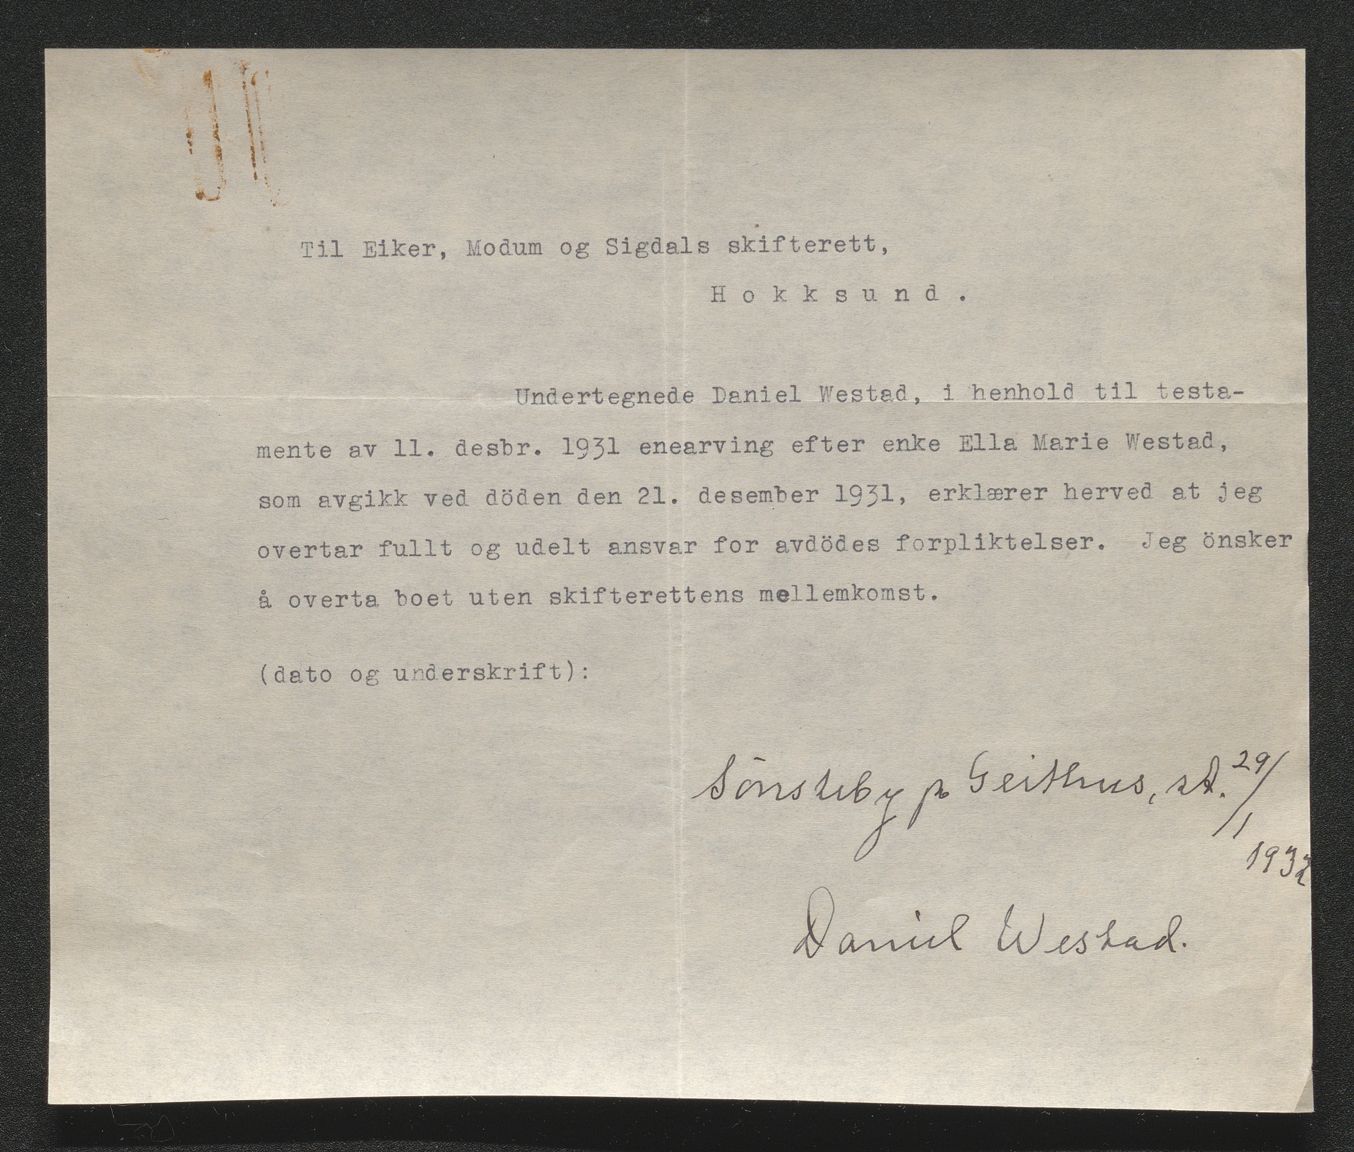 Til Eiker, Modum og Sigdals skifterett,
H o k k s u n d .
Undertegnede Daniel Westad, i henhold til testa-
mente av 11. desbr. 1931 enearving efter enke Ella Marie Westad,
som avgikk ved döden den 21. desember 1931, erklærer herved at jeg
overtar fullt og udelt ansvar for avdödes forpliktelser. Jeg önsker
å overta boet uten skifterettens mellemkomst.
(dato og underskrift):
Sönsteby pr Geithus, st. 29/1
1932
Daniel Westad.